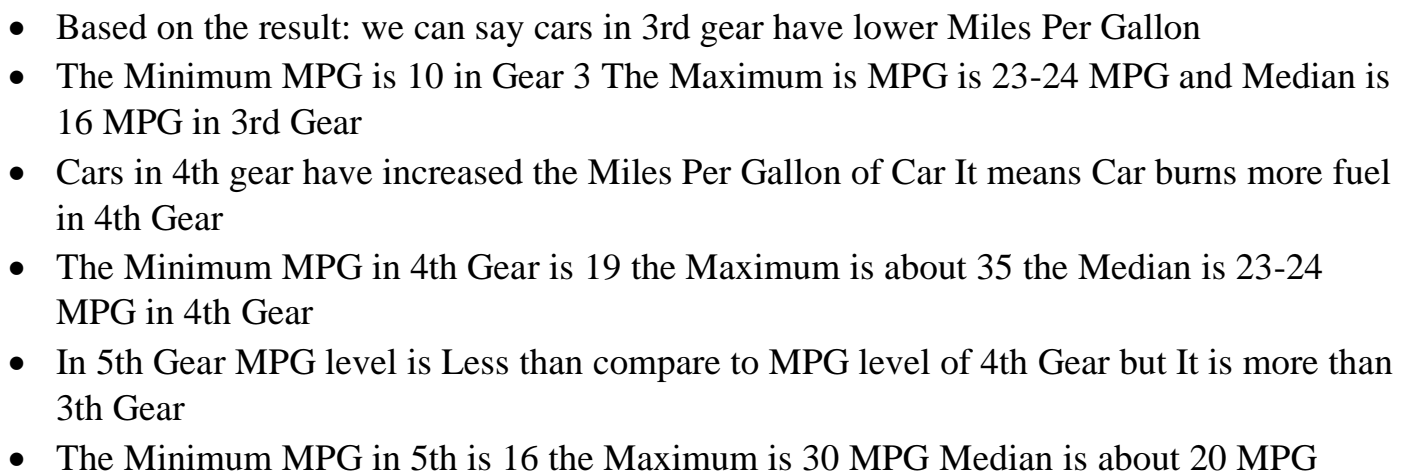 • Based on the result: we can say cars in 3rd gear have lower Miles Per Gallon
• The Minimum MPG is 10 in Gear 3 The Maximum is MPG is 23-24 MPG and Median is
16 MPG in 3rd Gear
• Cars in 4th gear have increased the Miles Per Gallon of Car It means Car burns more fuel
in 4th Gear
• The Minimum MPG in 4th Gear is 19 the Maximum is about 35 the Median is 23-24
MPG in 4th Gear
• In 5th Gear MPG level is Less than compare to MPG level of 4th Gear but It is more than
3th Gear
• The Minimum MPG in 5th is 16 the Maximum is 30 MPG Median is about 20 MPG